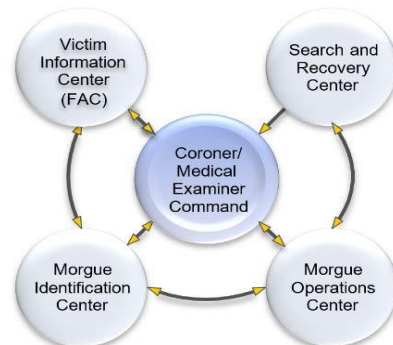 Victim
Information
Center
(FAC)
Search and
Recovery
Center
Coroner/
Medical
Examiner
Command
Morgue
Identification
Center
Morgue
Operations
Center